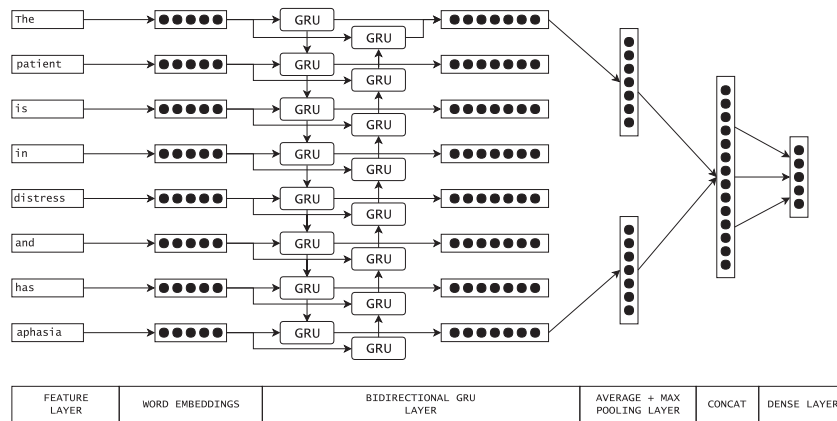 The
GRU
GRU
patient
GRU
GRU
is
GRU
GRU
in
GRU
GRU
distress
GRU
GRU
and
GRU
GRU
has
GRU
GRU
aphasia
GRU
GRU
FEATURE
LAYER
WORD EMBEDDINGS
BIDIRECTIONAL GRU
LAYER
AVERAGE + MAX
POOLING LAYER
CONCAT
DENSE LAYER